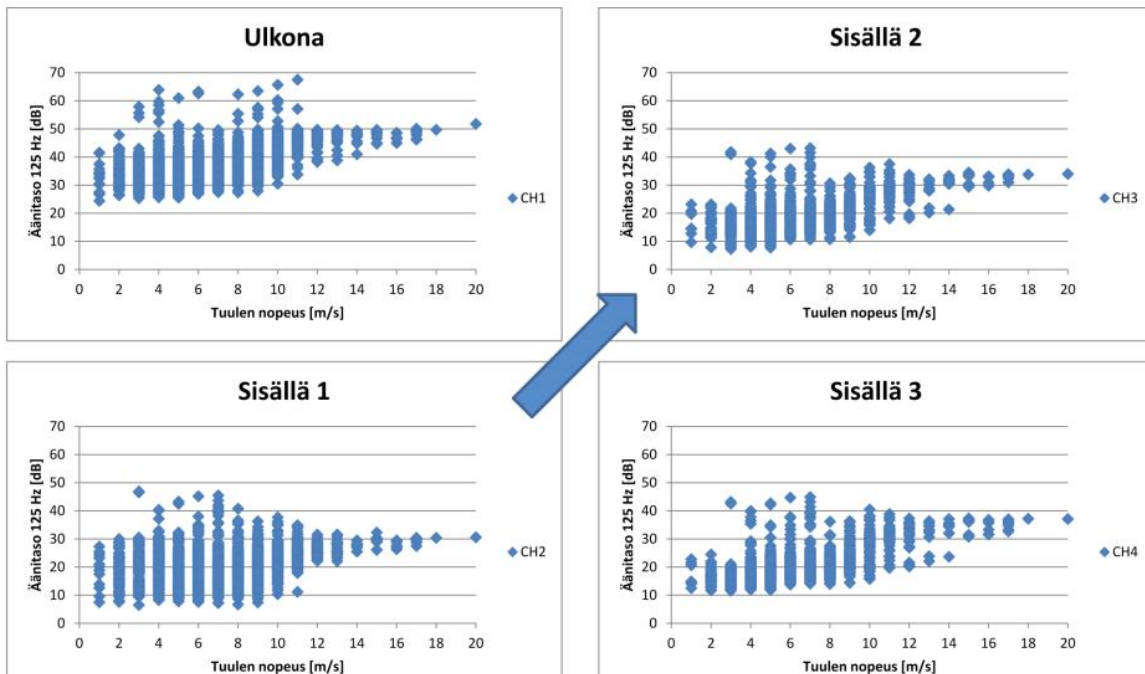 Ulkona
Äänitaso 125 Hz [dB]
70
60
50
40
30
20
10
0
0 2 4 6 8 10 12 14 16 18 20
Tuulen nopeus [m/s]
CH1
Sisällä 2
Äänitaso 125 Hz [dB]
70
60
50
40
30
20
10
0
0 2 4 6 8 10 12 14 16 18 20
Tuulen nopeus [m/s]
CH3
Sisällä 1
Äänitaso 125 Hz [dB]
70
60
50
40
30
20
10
0
0 2 4 6 8 10 12 14 16 18 20
Tuulen nopeus [m/s]
CH2
Sisällä 3
Äänitaso 125 Hz [dB]
70
60
50
40
30
20
10
0
0 2 4 6 8 10 12 14 16 18 20
Tuulen nopeus [m/s]
CH4